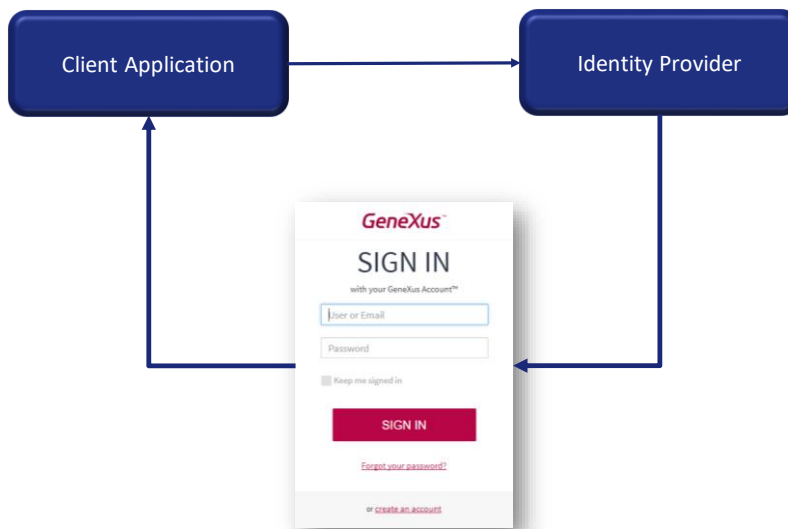 Client Application
Identity Provider
GeneXus™
SIGN IN
with your GeneXus Account™
User or Email
Password
Keep me signed in
SIGN IN
Forgot your password?
or create an account